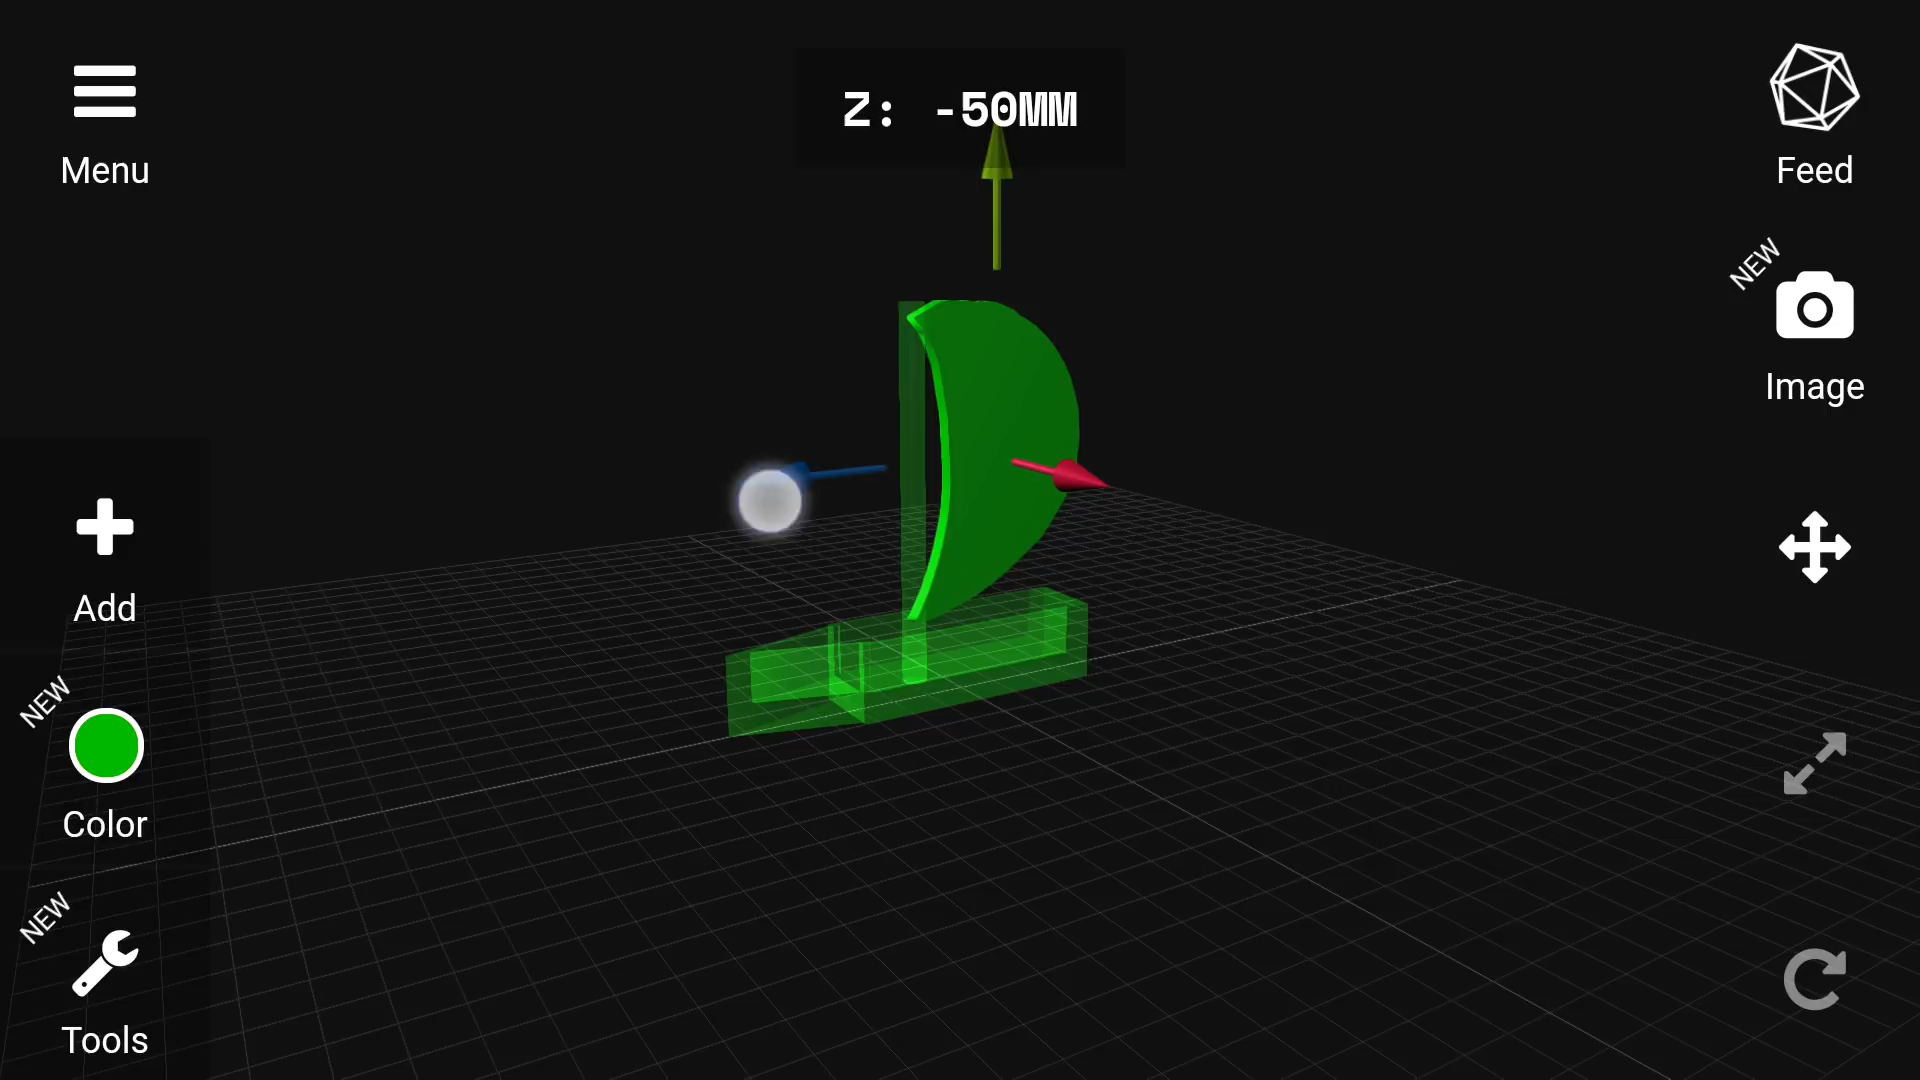 Menu
Z: -50MM
Feed
NEW
Image
Add
NEW
Color
NEW
Tools